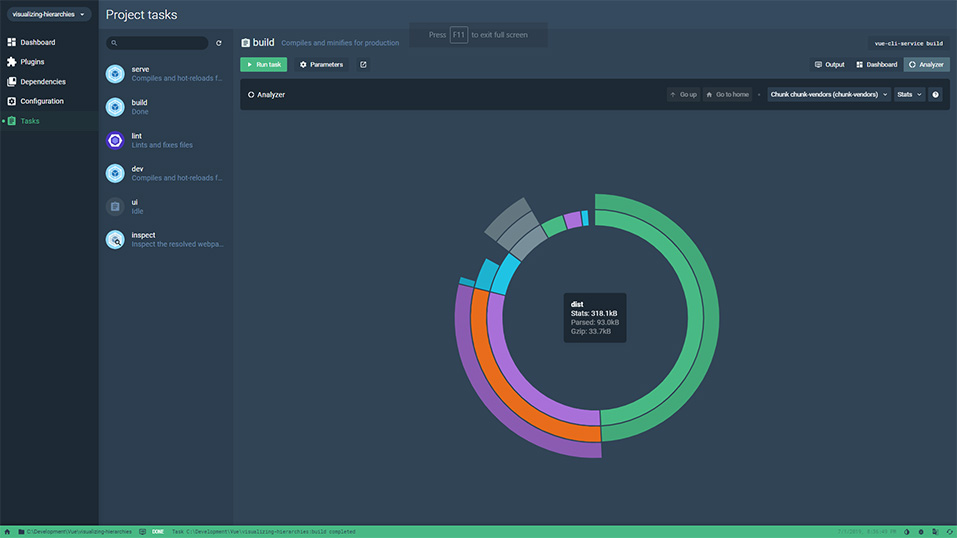 visualizing-hierarchies
Project tasks
Press F11 to exit full screen
Dashboard
Plugins
Dependencies
Configuration
Tasks
serve
Compiles and hot-reloads f...
build
Done
lint
Lints and fixes files
dev
Compiles and hot-reloads f...
ui
Idle
inspect
Inspect the resolved webpa...
build Compiles and minifies for production
vue-cli-service build
Run task Parameters
Output Dashboard Analyzer
Analyzer
Go up Go to home Chunk chunk-vendors (chunk-vendors) Stats
dist
Stats: 318.1kB
Parsed: 93.0kB
Gzip: 33.7kB
C:\Development\Vue\visualizing-hierarchies DONE Task C:\Development\Vue\visualizing-hierarchies:build completed